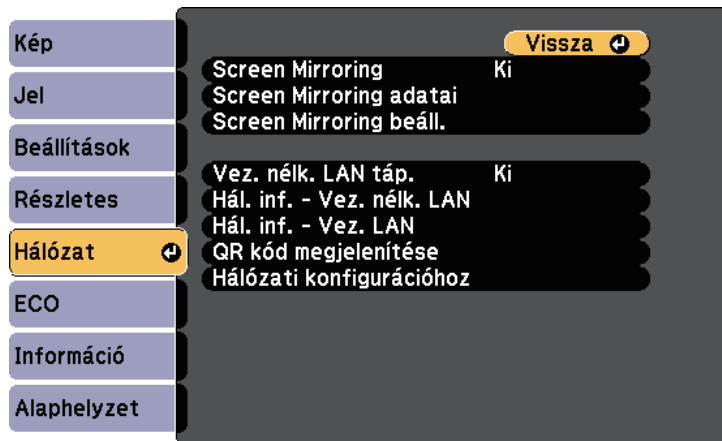 Kép
Jel
Beállítások
Részletes
Hálózat
ECO
Információ
Alaphelyzet
Vissza
Screen Mirroring Ki
Screen Mirroring adatai
Screen Mirroring beáll.
Vez. nélk. LAN táp. Ki
Hál. inf. - Vez. nélk. LAN
Hál. inf. - Vez. LAN
QR kód megjelenítése
Hálózati konfigurációhoz